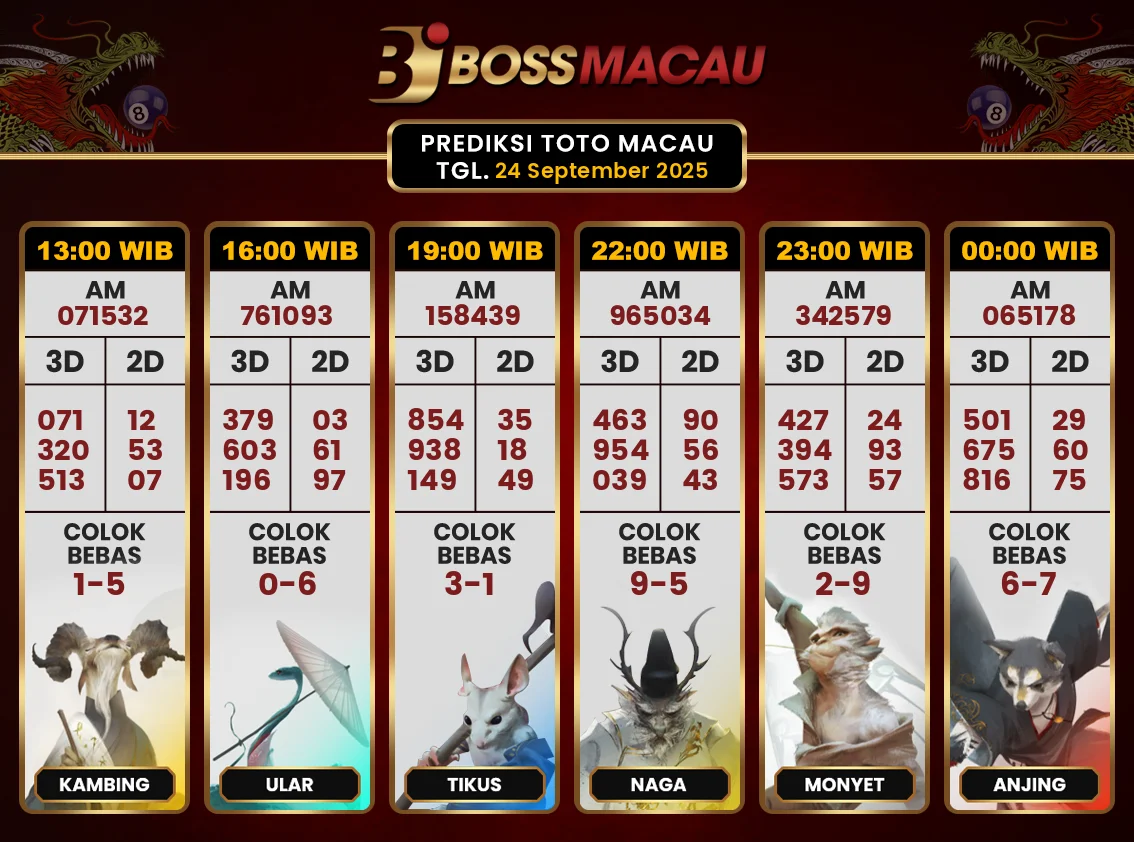 BJ BOSSMACAU
8
8
PREDIKSI TOTO MACAU
TGL. 24 September 2025
13:00 WIB
AM
071532
3D 2D
071 12
320 53
513 07
COLOK
BEBAS
1-5
KAMBING
16:00 WIB
AM
761093
3D 2D
379 03
603 61
196 97
COLOK
BEBAS
0-6
ULAR
19:00 WIB
AM
158439
3D 2D
854 35
938 18
149 49
COLOK
BEBAS
3-1
TIKUS
22:00 WIB
AM
965034
3D 2D
463 90
954 56
039 43
COLOK
BEBAS
9-5
NAGA
23:00 WIB
AM
342579
3D 2D
427 24
394 93
573 57
COLOK
BEBAS
2-9
MONYET
00:00 WIB
AM
065178
3D 2D
501 29
675 60
816 75
COLOK
BEBAS
6-7
ANJING